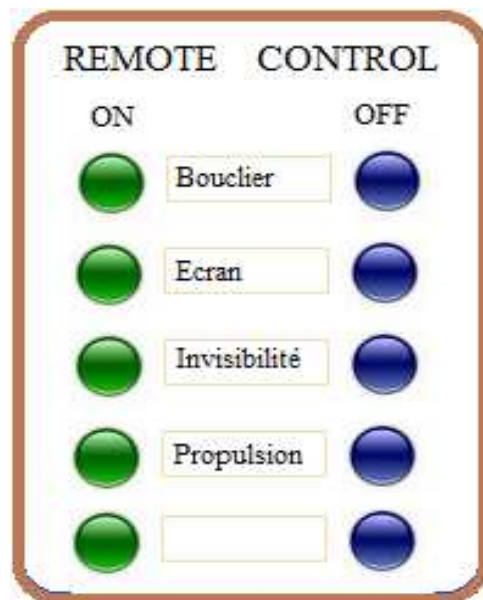 REMOTE CONTROL
ON OFF
Bouclier
Ecran
Invisibilité
Propulsion